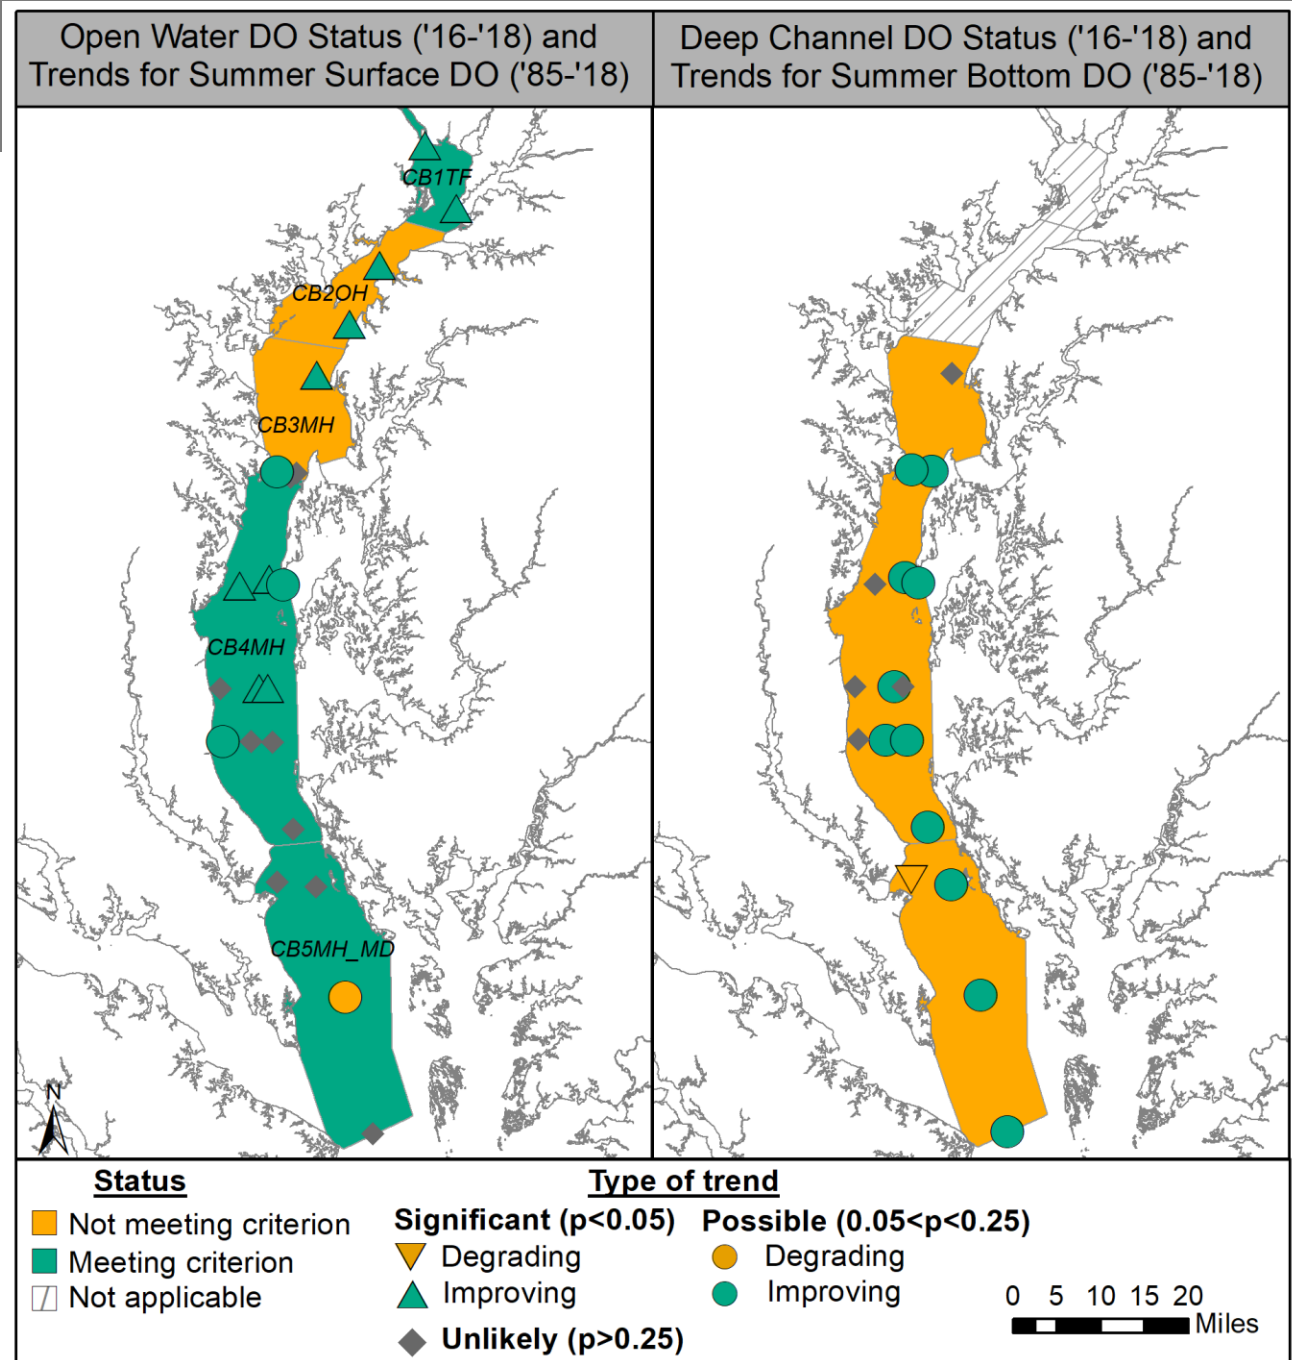 Open Water DO Status ('16-'18) and
Trends for Summer Surface DO ('85-'18)
Deep Channel DO Status ('16-'18) and
Trends for Summer Bottom DO ('85-'18)
CB1TF
CB2OH
CB3MH
CB4MH
CB5MH_MD
N
Status
Not meeting criterion
Meeting criterion
Not applicable
Type of trend
Significant (p<0.05)
Degrading
Improving
Possible (0.05<p<0.25)
Degrading
Improving
Unlikely (p>0.25)
0 5 10 15 20
Miles